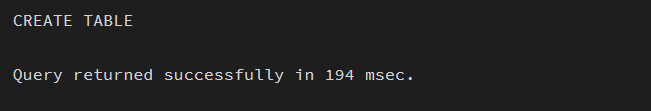 CREATE TABLE
Query returned successfully in 194 msec.